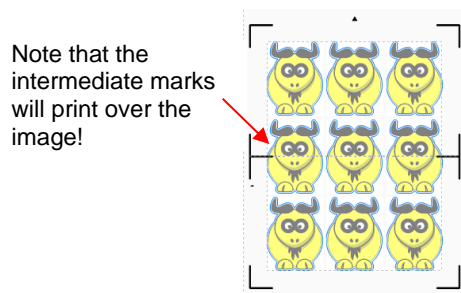 Note that the
intermediate marks
will print over the
image!